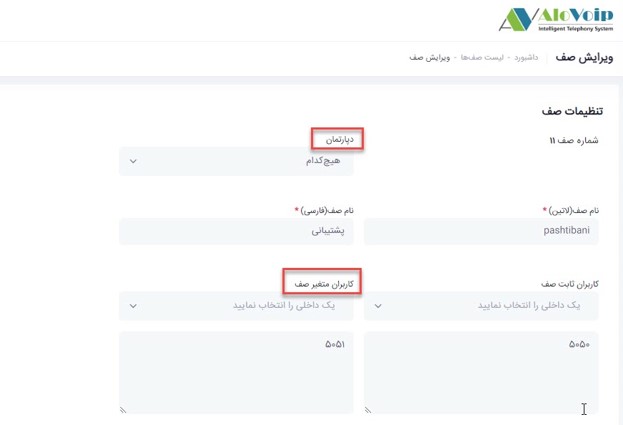 AloVoip
Intelligent Telephony System
ویرایش صف
داشبورد - لیست صف‌ها - ویرایش صف
تنظیمات صف
شماره صف ۱۱
دپارتمان
هیچ‌کدام
نام صف(لاتین) *
نام صف(فارسی) *
pashtibani
پشتیبانی
کاربران ثابت صف
کاربران متغیر صف
یک داخلی را انتخاب نمایید
یک داخلی را انتخاب نمایید
۵۰۵۰
۵۰۵۱